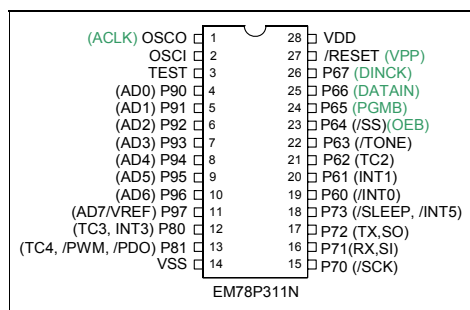 (ACLK) OSCO 1 28 VDD
OSCI 2 27 /RESET (VPP)
TEST 3 26 P67 (DINCK)
(AD0) P90 4 25 P66 (DATAIN)
(AD1) P91 5 24 P65 (PGMB)
(AD2) P92 6 23 P64 (/SS)(OEB)
(AD3) P93 7 22 P63 (/TONE)
(AD4) P94 8 21 P62 (TC2)
(AD5) P95 9 20 P61 (INT1)
(AD6) P96 10 19 P60 (/INT0)
(AD7/VREF) P97 11 18 P73 (/SLEEP, /INT5)
(TC3, INT3) P80 12 17 P72 (TX,SO)
(TC4, /PWM, /PDO) P81 13 16 P71(RX,SI)
VSS 14 15 P70 (/SCK)
EM78P311N